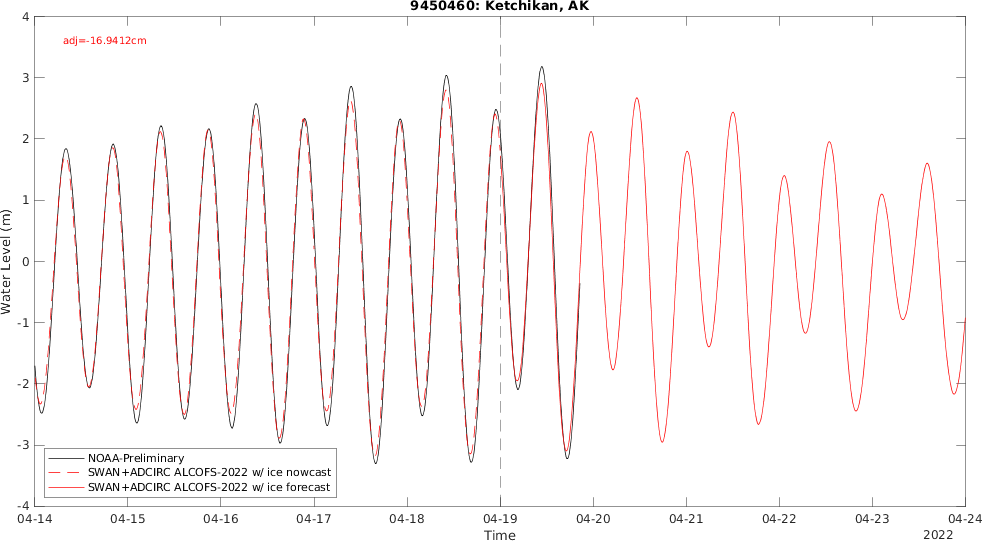 9450460: Ketchikan, AK
adj=-16.9412cm
4
3
2
1
0
-1
-2
-3
-4
Water Level (m)
NOAA-Preliminary
SWAN+ADCIRC ALCOFS-2022 w/ ice nowcast
SWAN+ADCIRC ALCOFS-2022 w/ ice forecast
04-14 04-15 04-16 04-17 04-18 04-19 04-20 04-21 04-22 04-23 04-24
Time
2022